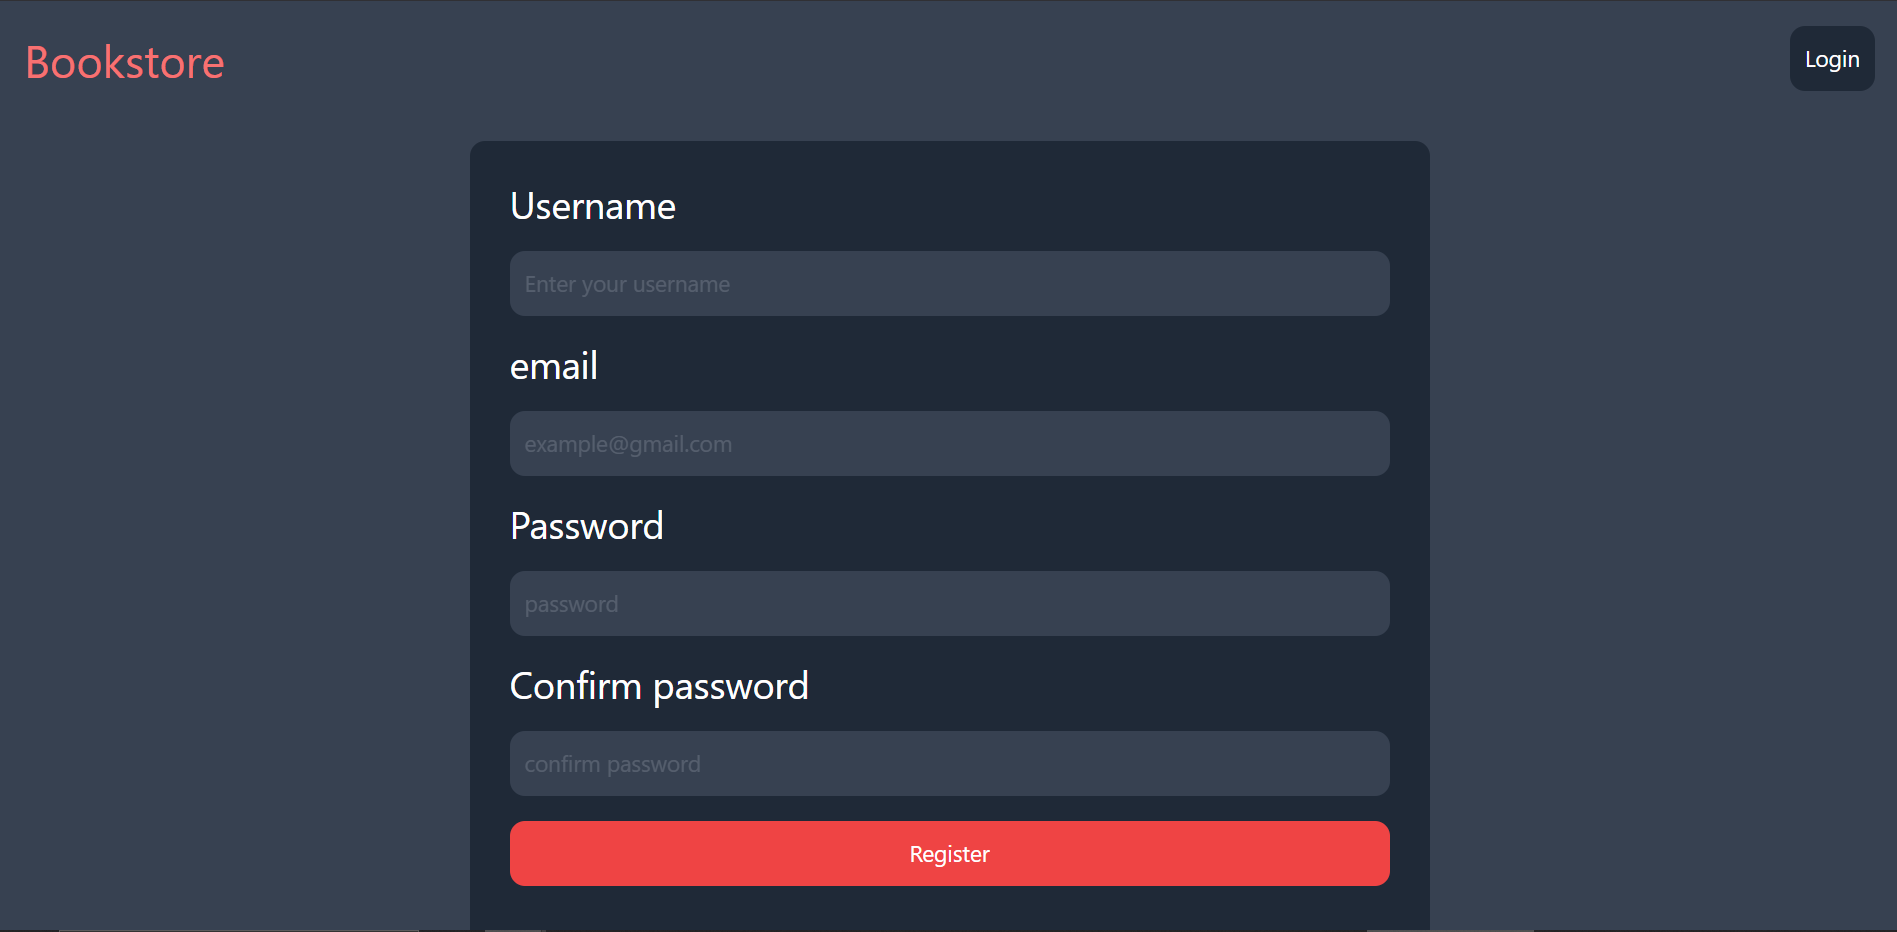 Bookstore
Login
Username
Enter your username
email
example@gmail.com
Password
password
Confirm password
confirm password
Register